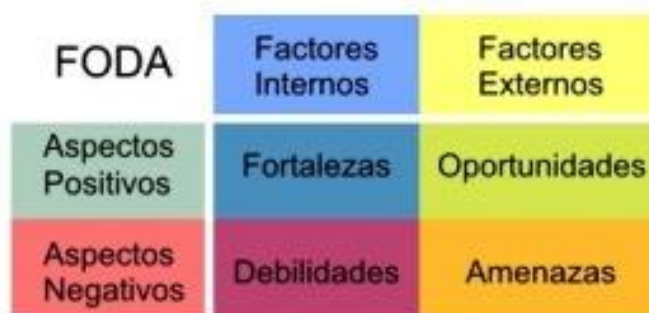 FODA
Factores
Internos
Factores
Externos
Aspectos
Positivos
Fortalezas
Oportunidades
Aspectos
Negativos
Debilidades
Amenazas